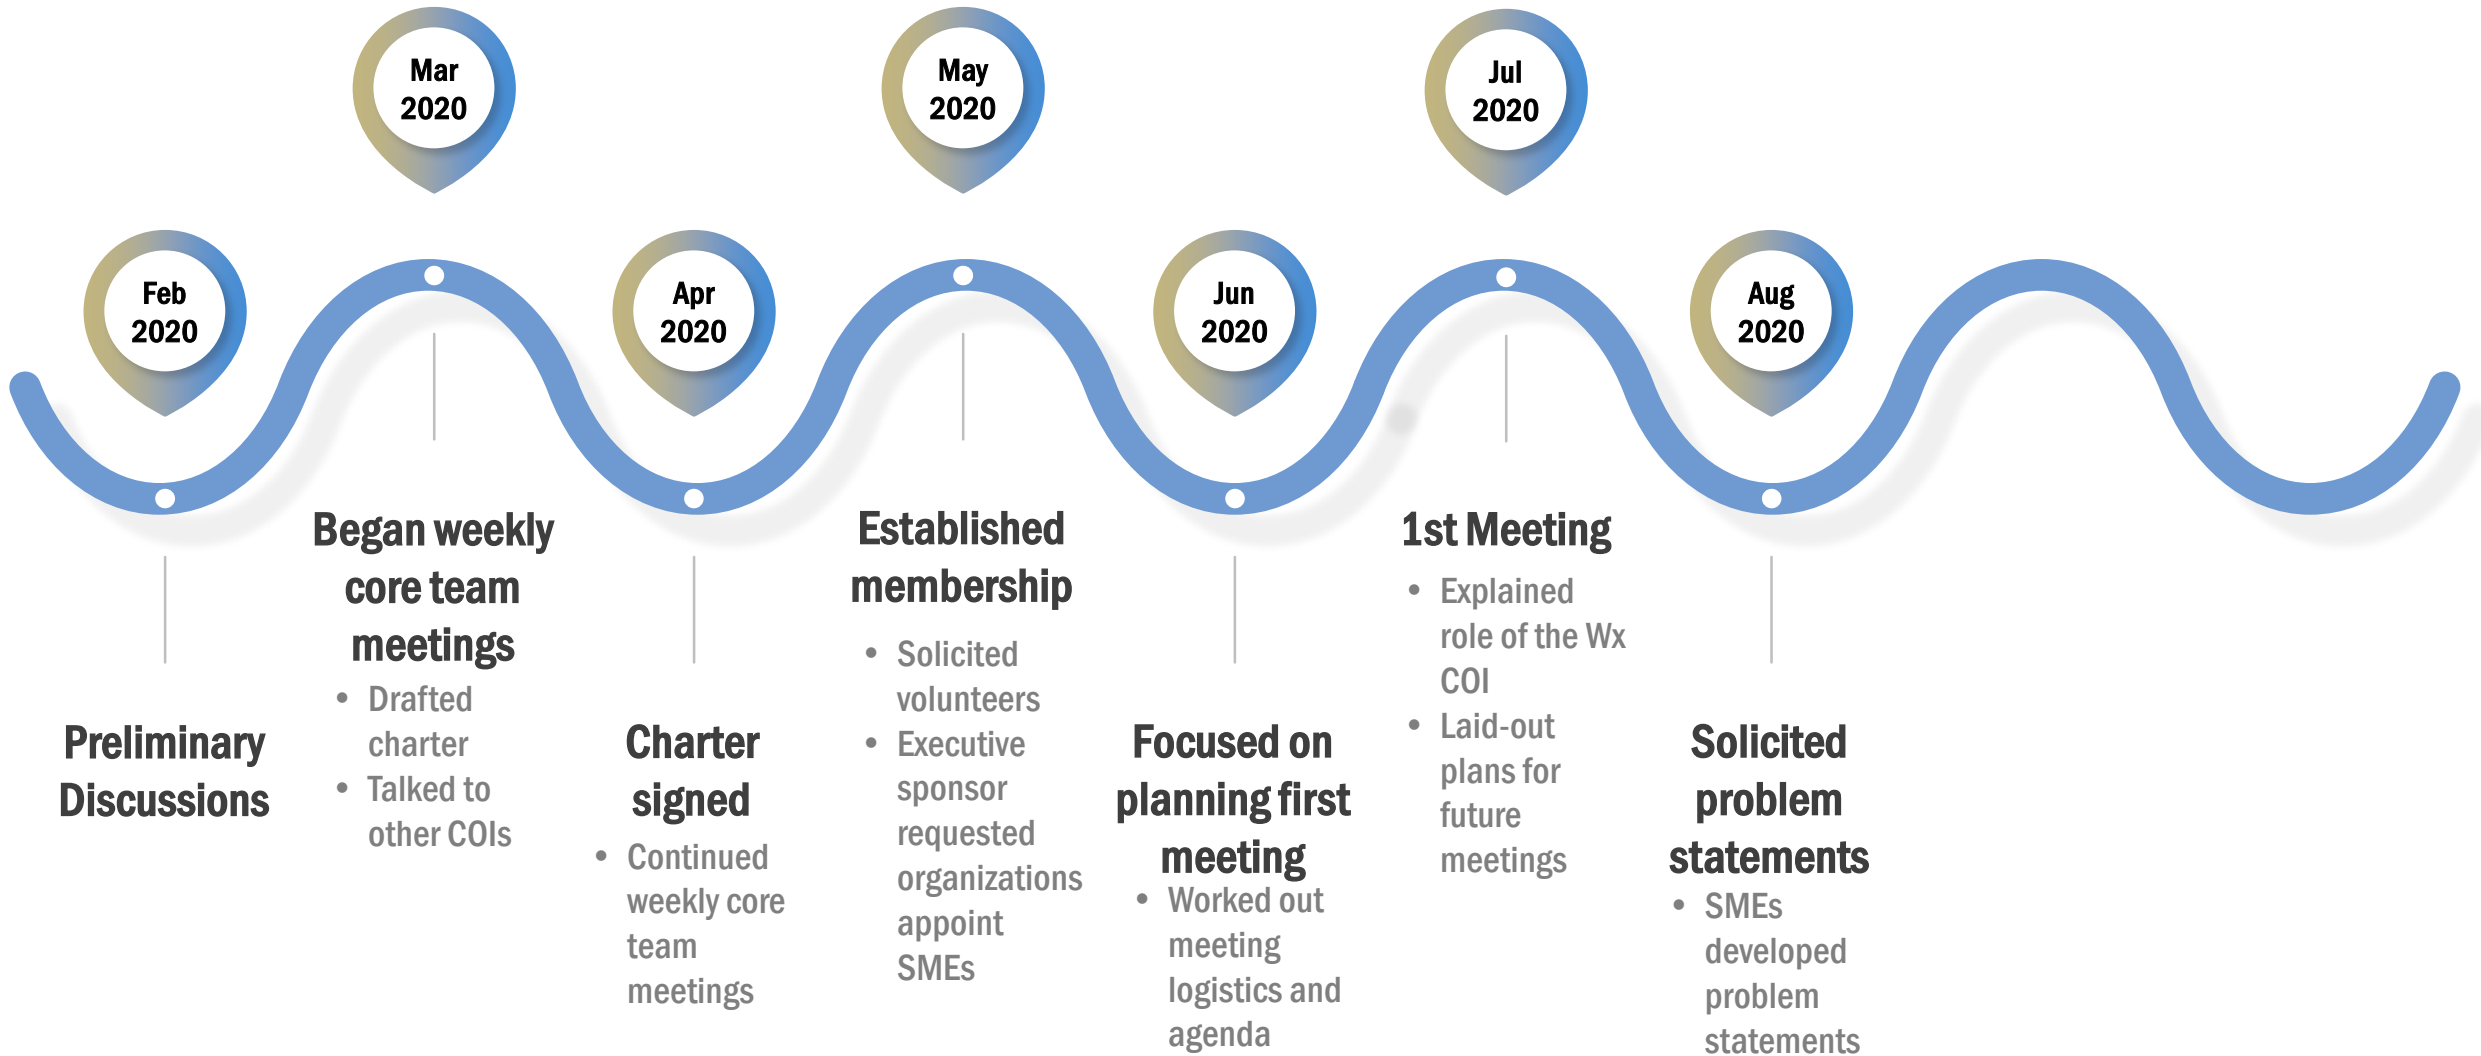 Feb
2020
Preliminary
Discussions
Mar
2020
Began weekly
core team
meetings
• Drafted
charter
• Talked to
other COIs
Apr
2020
Charter
signed
• Continued
weekly core
team
meetings
May
2020
Established
membership
• Solicited
volunteers
• Executive
sponsor
requested
organizations
appoint
SMEs
Jun
2020
Focused on
planning first
meeting
• Worked out
meeting
logistics and
agenda
Jul
2020
1st Meeting
• Explained
role of the Wx
COI
• Laid-out
plans for
future
meetings
Aug
2020
Solicited
problem
statements
• SMEs
developed
problem
statements